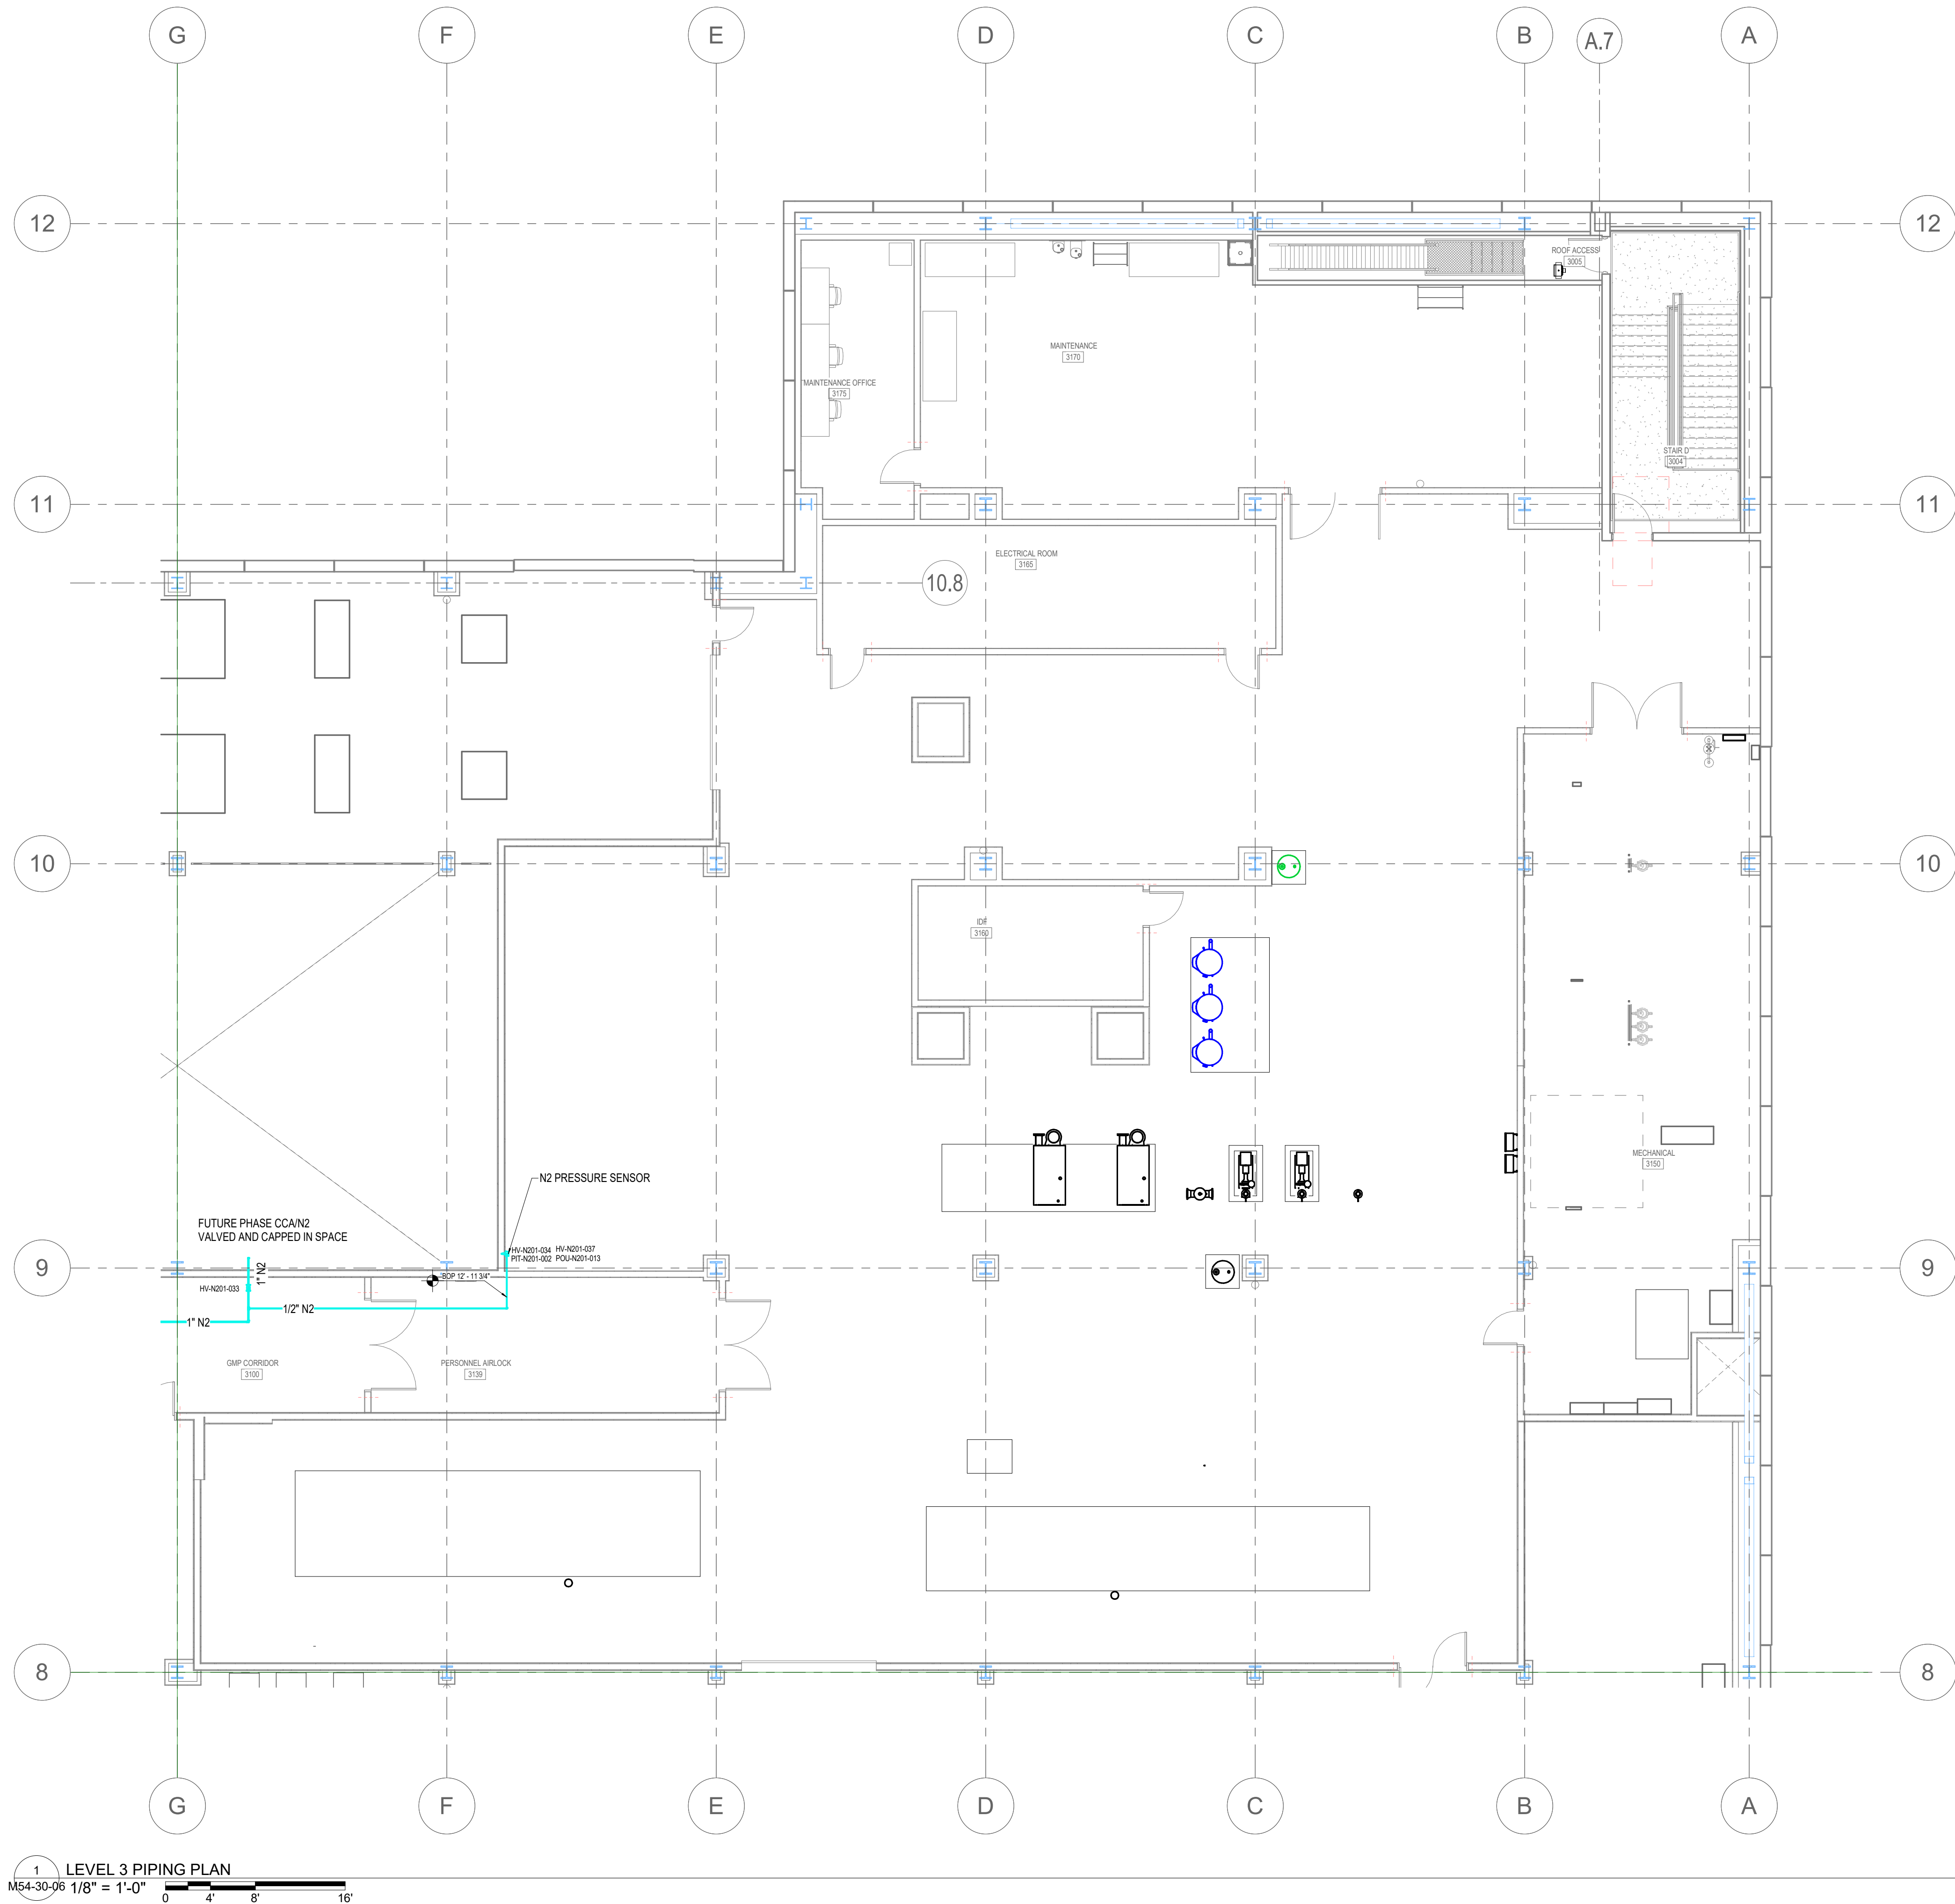 G F E D C B A.7 A
12 12
ROOF ACCESS
3005
MAINTENANCE
3170
MAINTENANCE OFFICE
3175
STAIR D
3004
11 11
ELECTRICAL ROOM
3165
10.8
10 10
IDF
3160
MECHANICAL
3150
N2 PRESSURE SENSOR
FUTURE PHASE CCA/N2
VALVED AND CAPPED IN SPACE
HV-N201-034 HV-N201-037
PIT-N201-002 POU-N201-013
9 9
1" N2
BOP 12' - 11 3/4"
HV-N201-033
1/2" N2
1" N2
GMP CORRIDOR
3100
PERSONNEL AIRLOCK
3139
8 8
G F E D C B A
1
M54-30-06
LEVEL 3 PIPING PLAN
1/8" = 1'-0"
0 4' 8' 16'